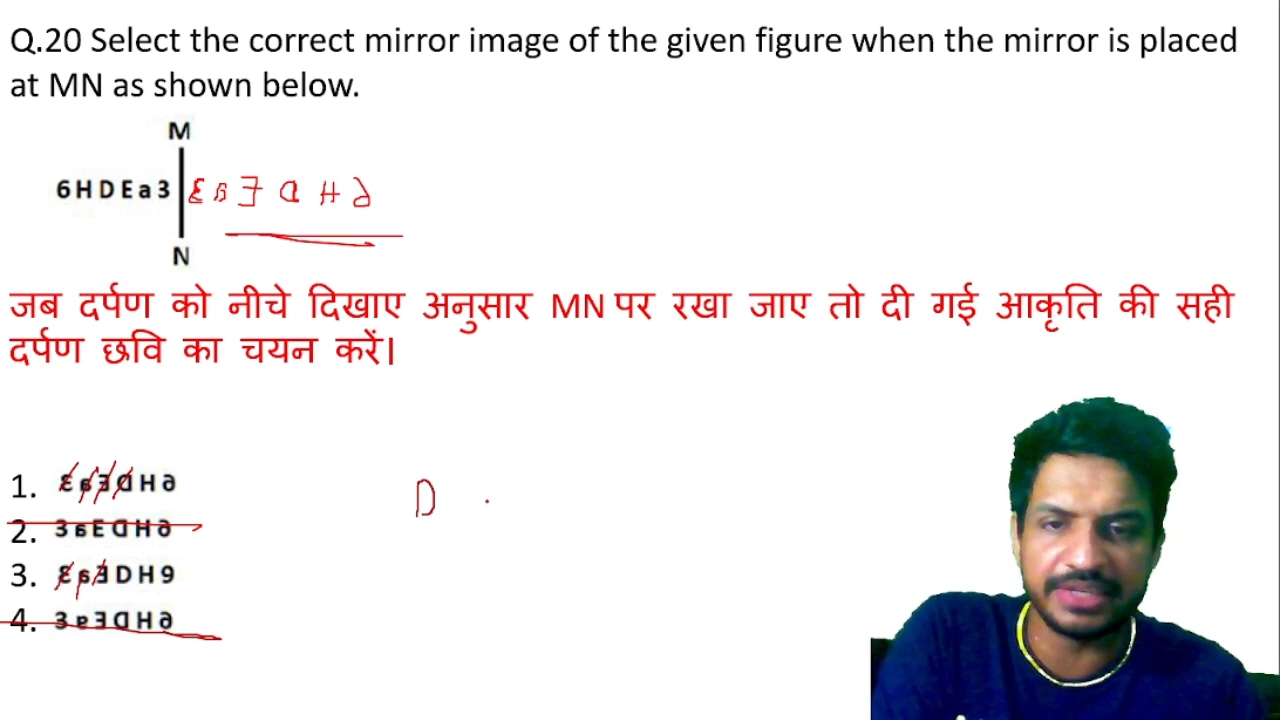 Q.20 Select the correct mirror image of the given figure when the mirror is placed
at MN as shown below.
M
6HDEa3 ƐɒƎᗡHმ
N
जब दर्पण को नीचे दिखाए अनुसार MN पर रखा जाए तो दी गई आकृति की सही
दर्पण छवि का चयन करें।
1.
2.
3.
4.
D .